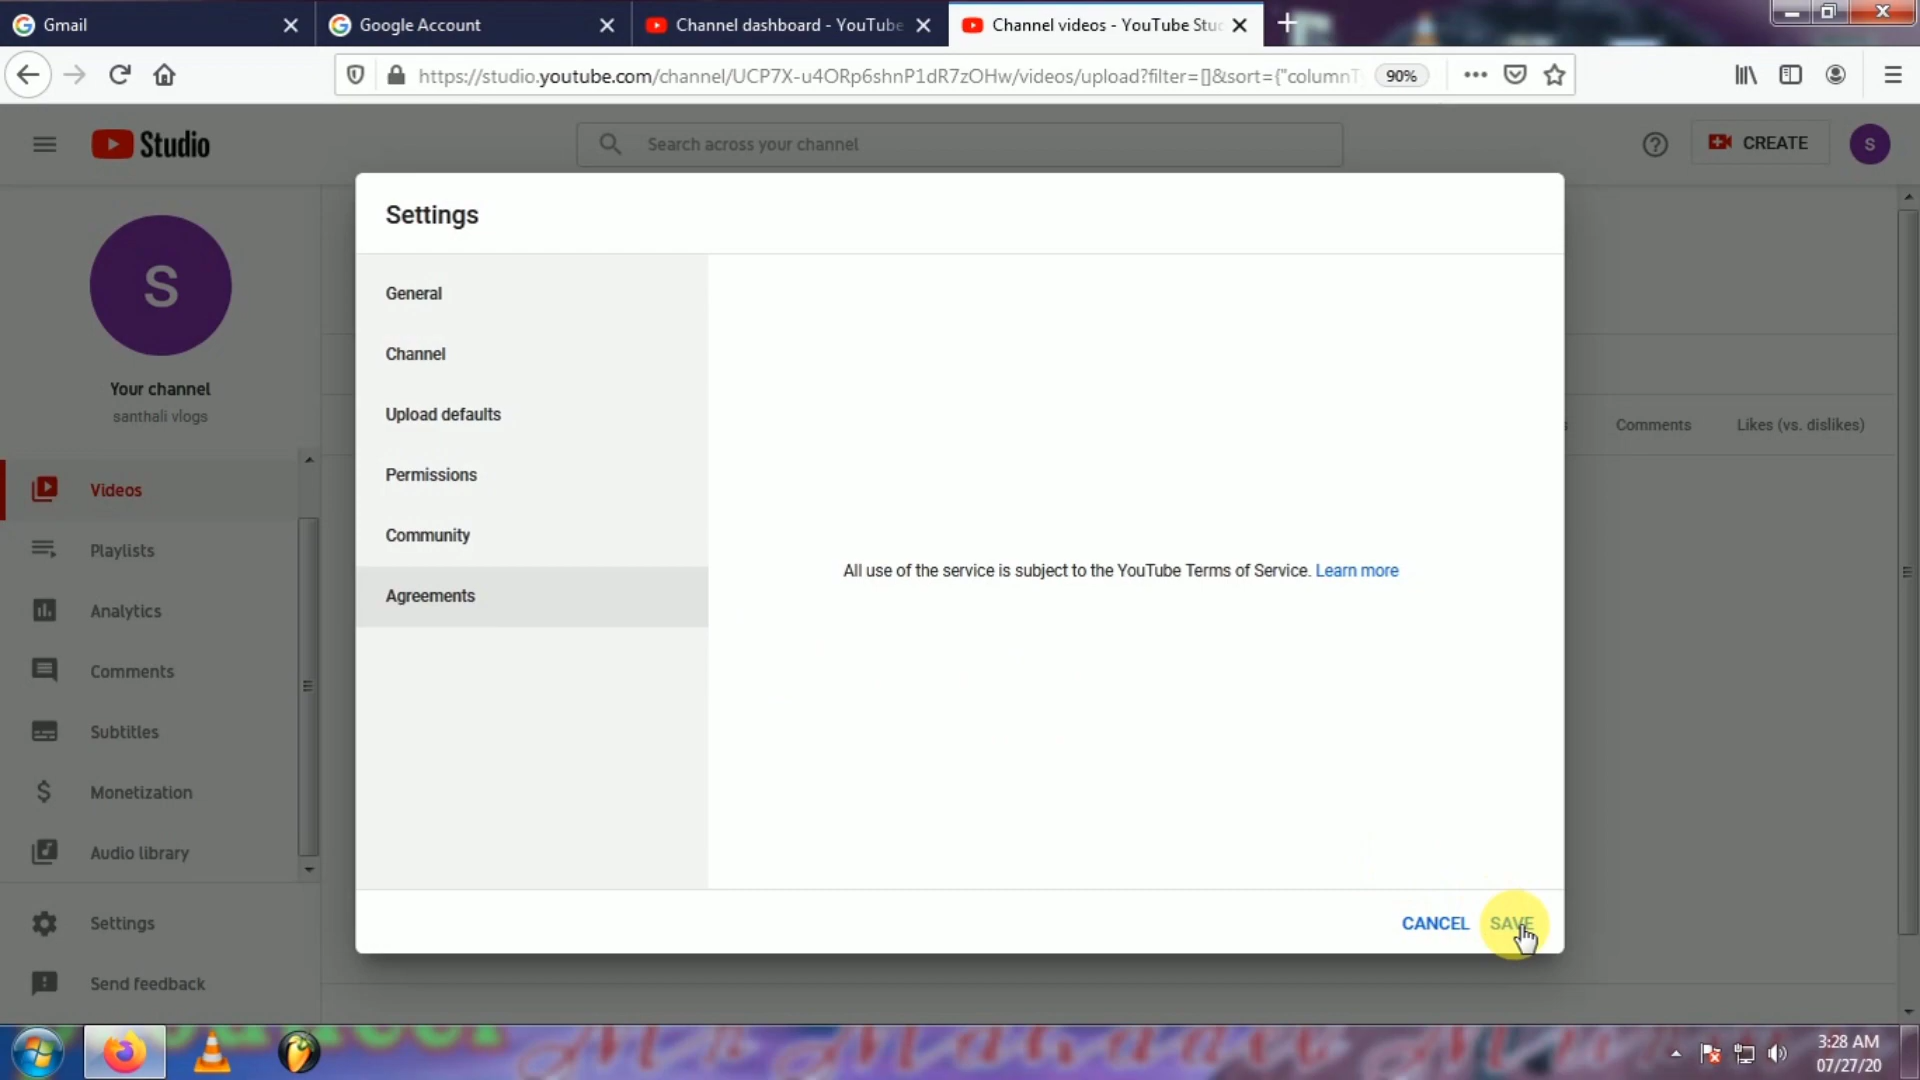 Gmail
Google Account
Channel dashboard - YouTube
Channel videos - YouTube Stu
https://studio.youtube.com/channel/UCP7X-u4ORp6shnP1dR7zOHw/videos/upload?filter=[]&sort={"columnT
90%
Studio
Search across your channel
CREATE
S
Settings
S
Your channel
santhali vlogs
General
Channel
Upload defaults
Permissions
Community
Agreements
All use of the service is subject to the YouTube Terms of Service. Learn more
Comments
Likes (vs. dislikes)
Videos
Playlists
Analytics
Comments
Subtitles
Monetization
Audio library
Settings
Send feedback
CANCEL
SAVE
3:28 AM
07/27/20